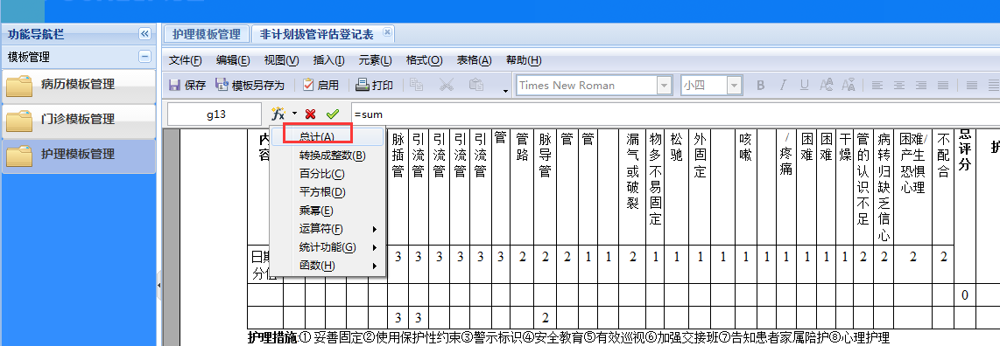 功能导航栏
护理模板管理 非计划拔管评估登记表
模板管理
文件(F) 编辑(E) 视图(V) 插入(I) 元素(L) 格式(O) 表格(A) 帮助(H)
病历模板管理
保存 模板另存为 启用 打印 Times New Roman 小四 B I U
门诊模板管理
g13 fx =sum
护理模板管理
总计(A)
转换成整数(B)
百分比(C)
平方根(D)
乘幂(E)
运算符(F)
统计功能(G)
函数(H)
内容
脉插管
引流管
引流管
引流管
引流管
管
管路
脉导管
管
管
漏气或破裂
物多不易固定
松驰
外固定
咳嗽
/疼痛
困难
困难
干燥
管的认识不足
病转归缺乏信心
困难/产生恐惧心理
不配合
总评分
护
日期
分值 3 3 3 3 3 3 2 2 2 1 1 2 1 1 1 1 1 1 1 1 1 1 2 2 2 2
0
3 3 2
护理措施:① 妥善固定②使用保护性约束③警示标识④安全教育⑤有效巡视⑥加强交接班⑦告知患者家属陪护⑧心理护理